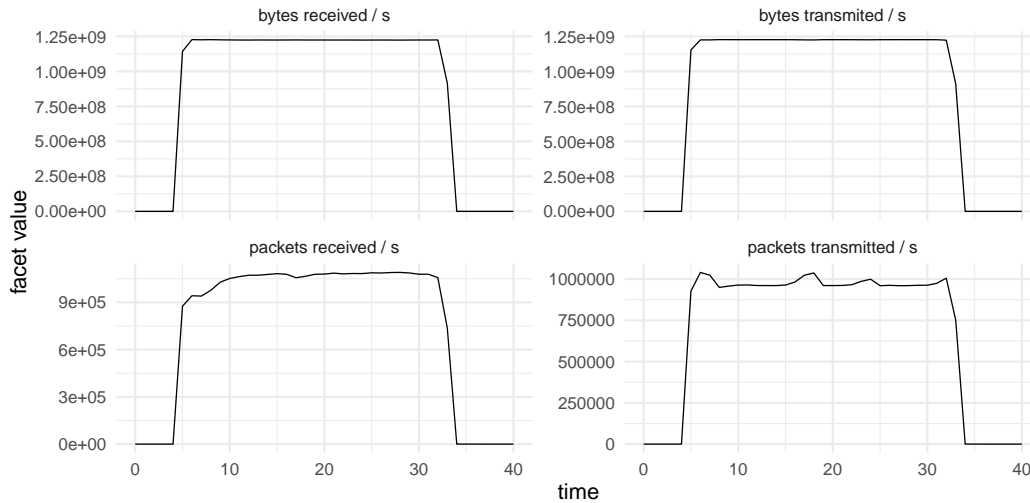 bytes received / s
bytes transmited / s
1.25e+09
1.00e+09
7.50e+08
5.00e+08
2.50e+08
0.00e+00
1.25e+09
1.00e+09
7.50e+08
5.00e+08
2.50e+08
0.00e+00
facet value
packets received / s
packets transmitted / s
9e+05
6e+05
3e+05
0e+00
1000000
750000
500000
250000
0
0 10 20 30 40
0 10 20 30 40
time